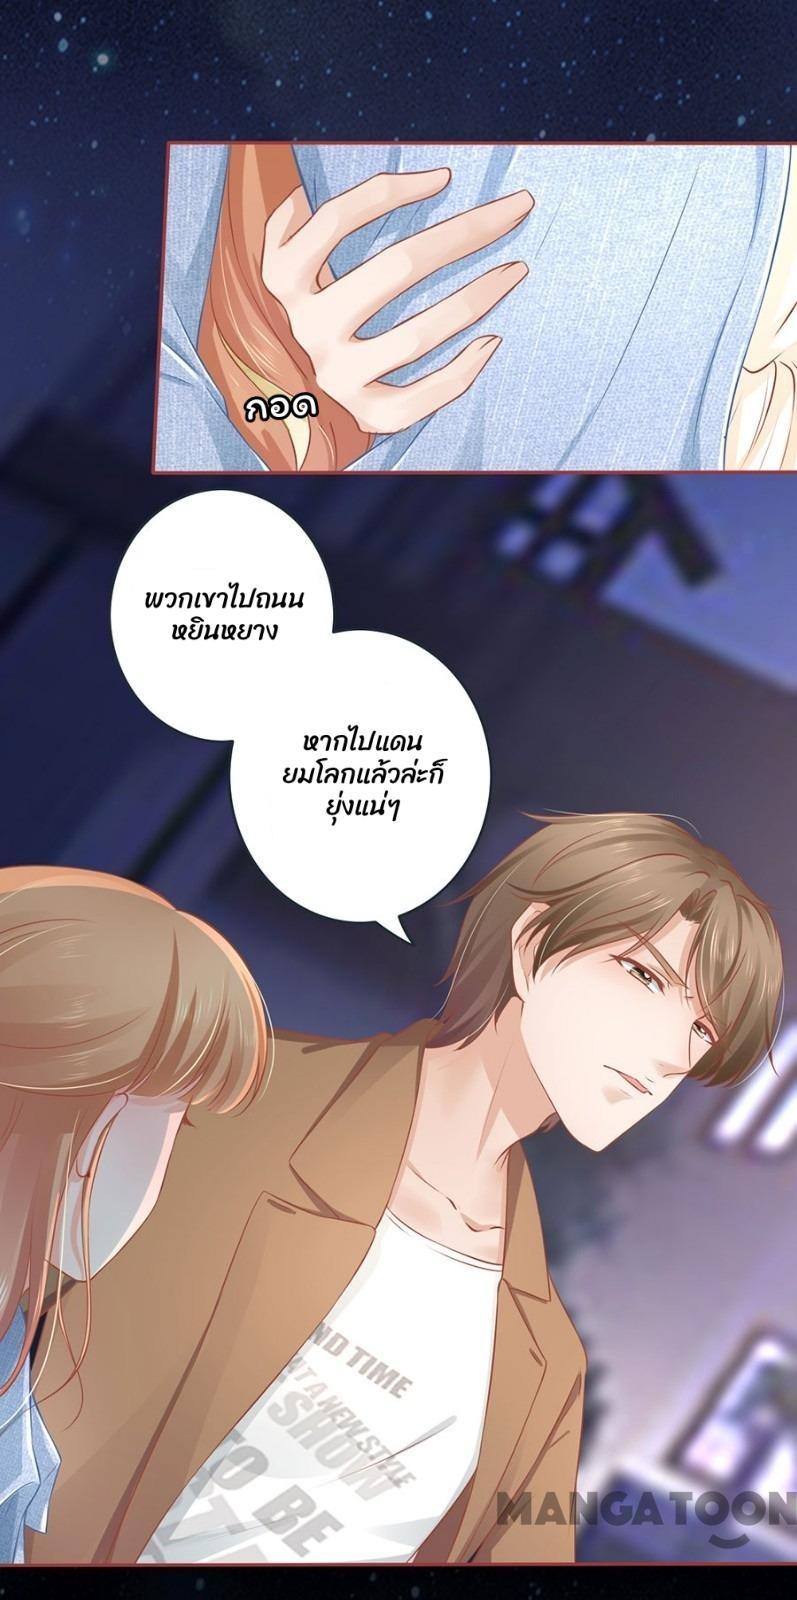 กอด
พวกเขาไปถนน
หยินหยาง
หากไปแดน
ยมโลกแล้วล่ะก็
ยุ่งแน่ๆ
ND TIME
T A NEW STYLE
SHOW
TO BE
MANGATOON